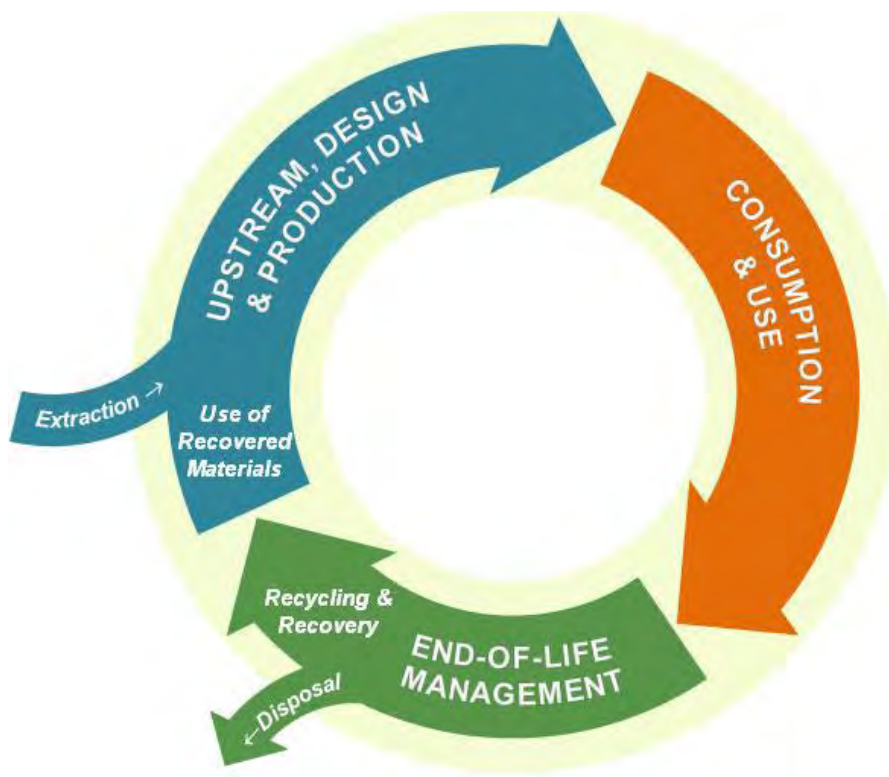 UPSTREAM, DESIGN
& PRODUCTION
CONSUMPTION
& USE
Extraction →
Use of
Recovered
Materials
Recycling &
Recovery
END-OF-LIFE
MANAGEMENT
←Disposal